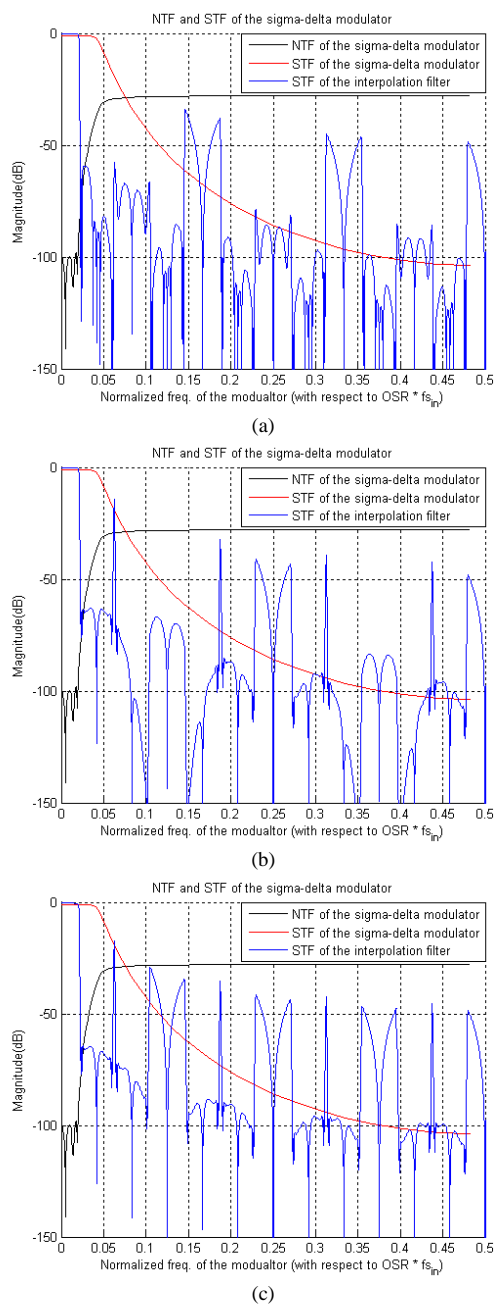 NTF and STF of the sigma-delta modulator
0
-50
-100
-150
Magnitude(dB)
NTF of the sigma-delta modulator
STF of the sigma-delta modulator
STF of the interpolation filter
0 0.05 0.1 0.15 0.2 0.25 0.3 0.35 0.4 0.45 0.5
Normalized freq. of the modualtor (with respect to OSR * fs_in)
(a)
NTF and STF of the sigma-delta modulator
0
-50
-100
-150
Magnitude(dB)
NTF of the sigma-delta modulator
STF of the sigma-delta modulator
STF of the interpolation filter
0 0.05 0.1 0.15 0.2 0.25 0.3 0.35 0.4 0.45 0.5
Normalized freq. of the modualtor (with respect to OSR * fs_in)
(b)
NTF and STF of the sigma-delta modulator
0
-50
-100
-150
Magnitude(dB)
NTF of the sigma-delta modulator
STF of the sigma-delta modulator
STF of the interpolation filter
0 0.05 0.1 0.15 0.2 0.25 0.3 0.35 0.4 0.45 0.5
Normalized freq. of the modualtor (with respect to OSR * fs_in)
(c)